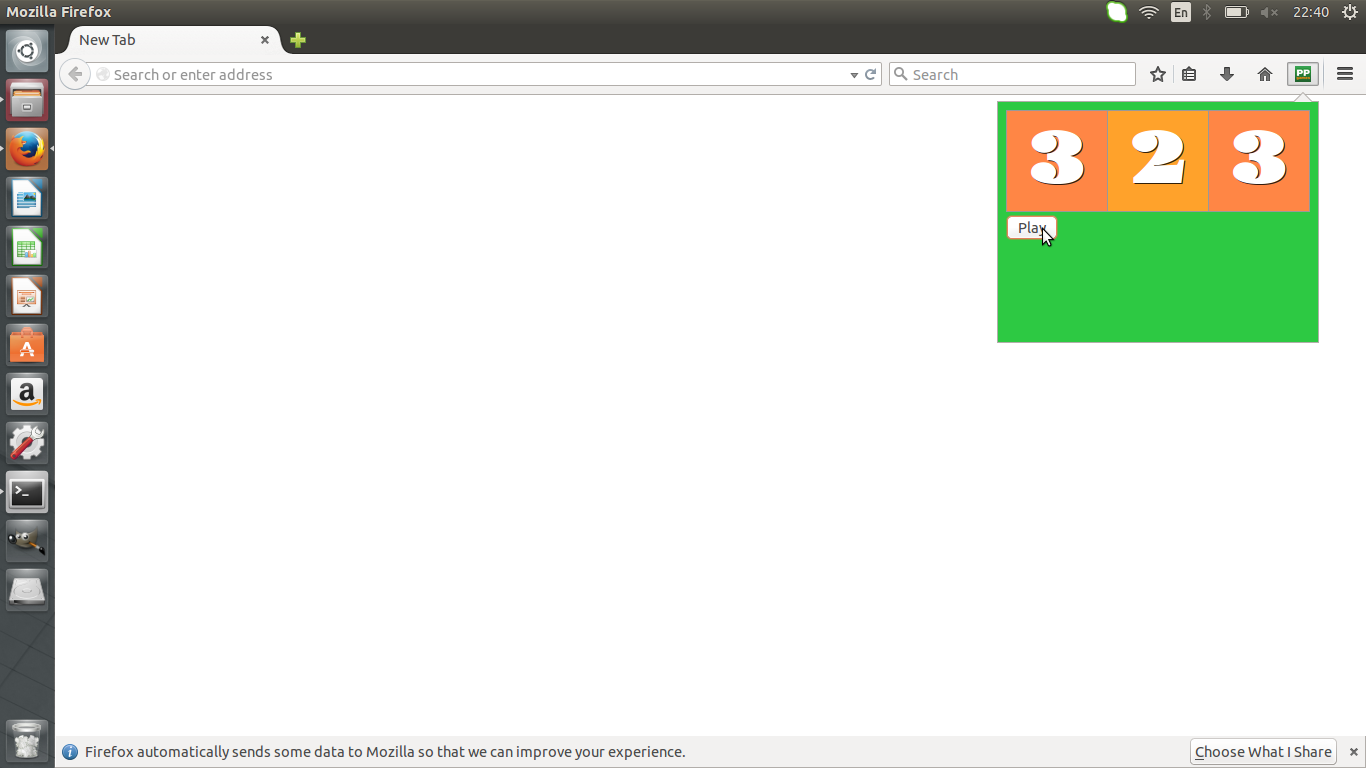 Mozilla Firefox
En
22:40
New Tab
Search or enter address
Search
PP
3 2 3
Play
a
Firefox automatically sends some data to Mozilla so that we can improve your experience.
Choose What I Share